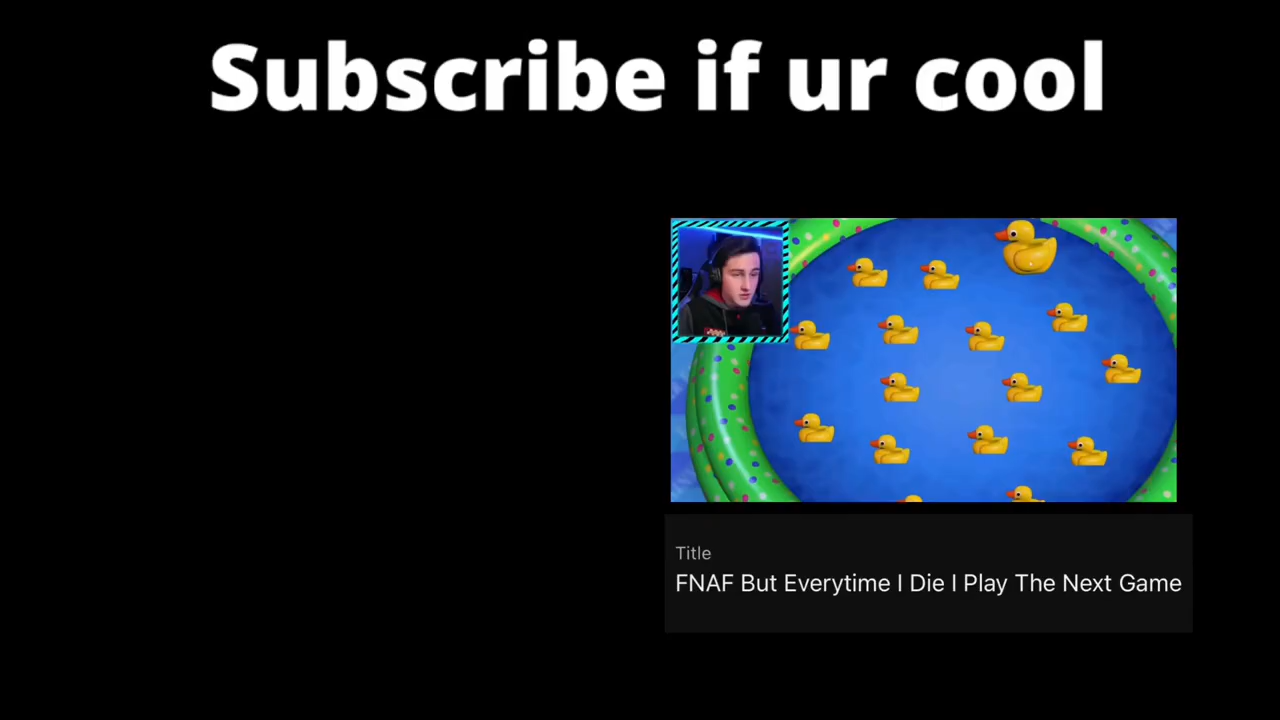 Subscribe if ur cool
Title
FNAF But Everytime I Die I Play The Next Game